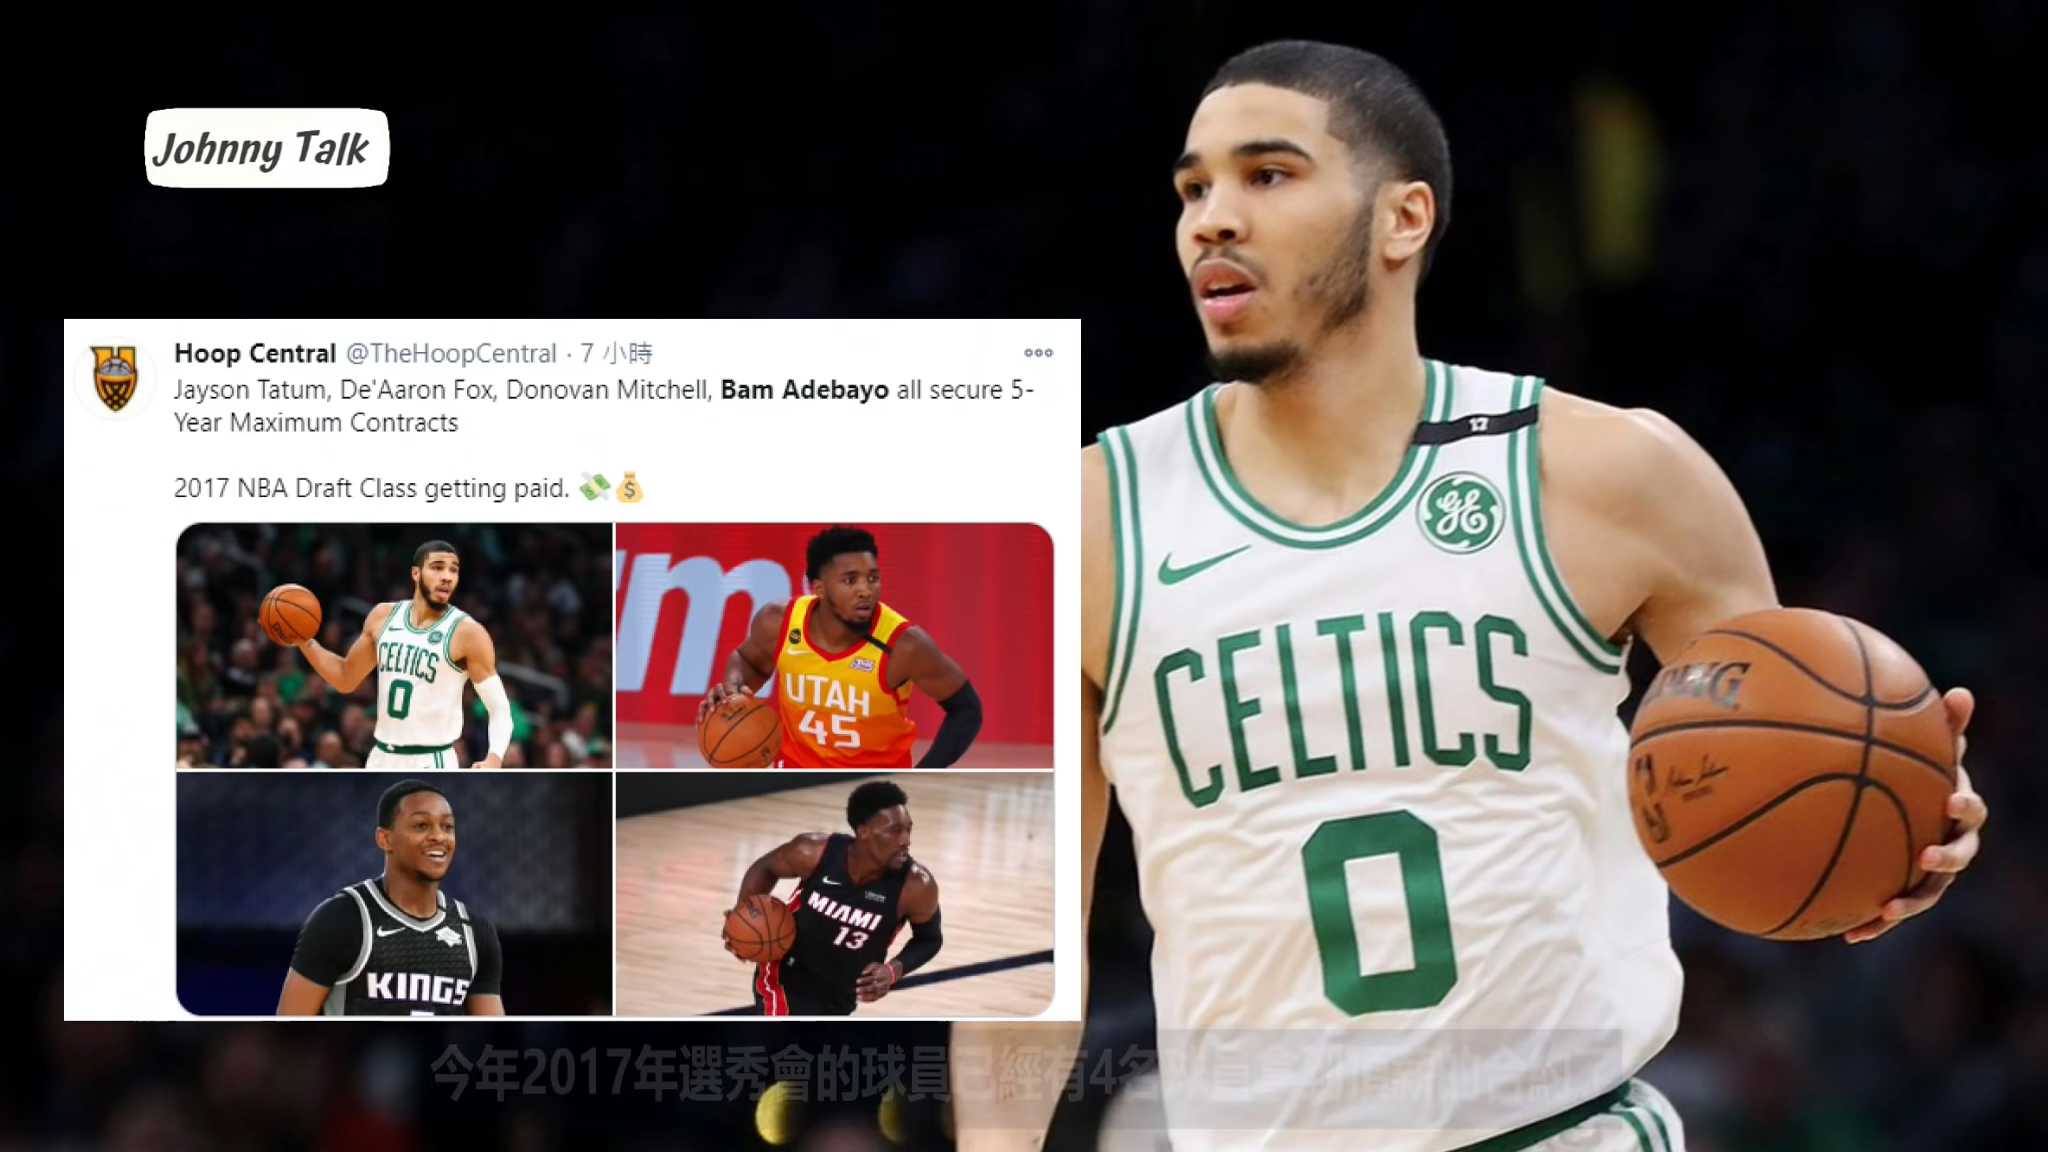 Johnny Talk
Hoop Central @TheHoopCentral · 7 小時
Jayson Tatum, De'Aaron Fox, Donovan Mitchell, Bam Adebayo all secure 5-
Year Maximum Contracts
2017 NBA Draft Class getting paid. 💸💰
CELTICS
0
UTAH
45
KINGS
MIAMI
13
17
GE
CELTICS
0
今年2017年選秀會的球員已經有4名